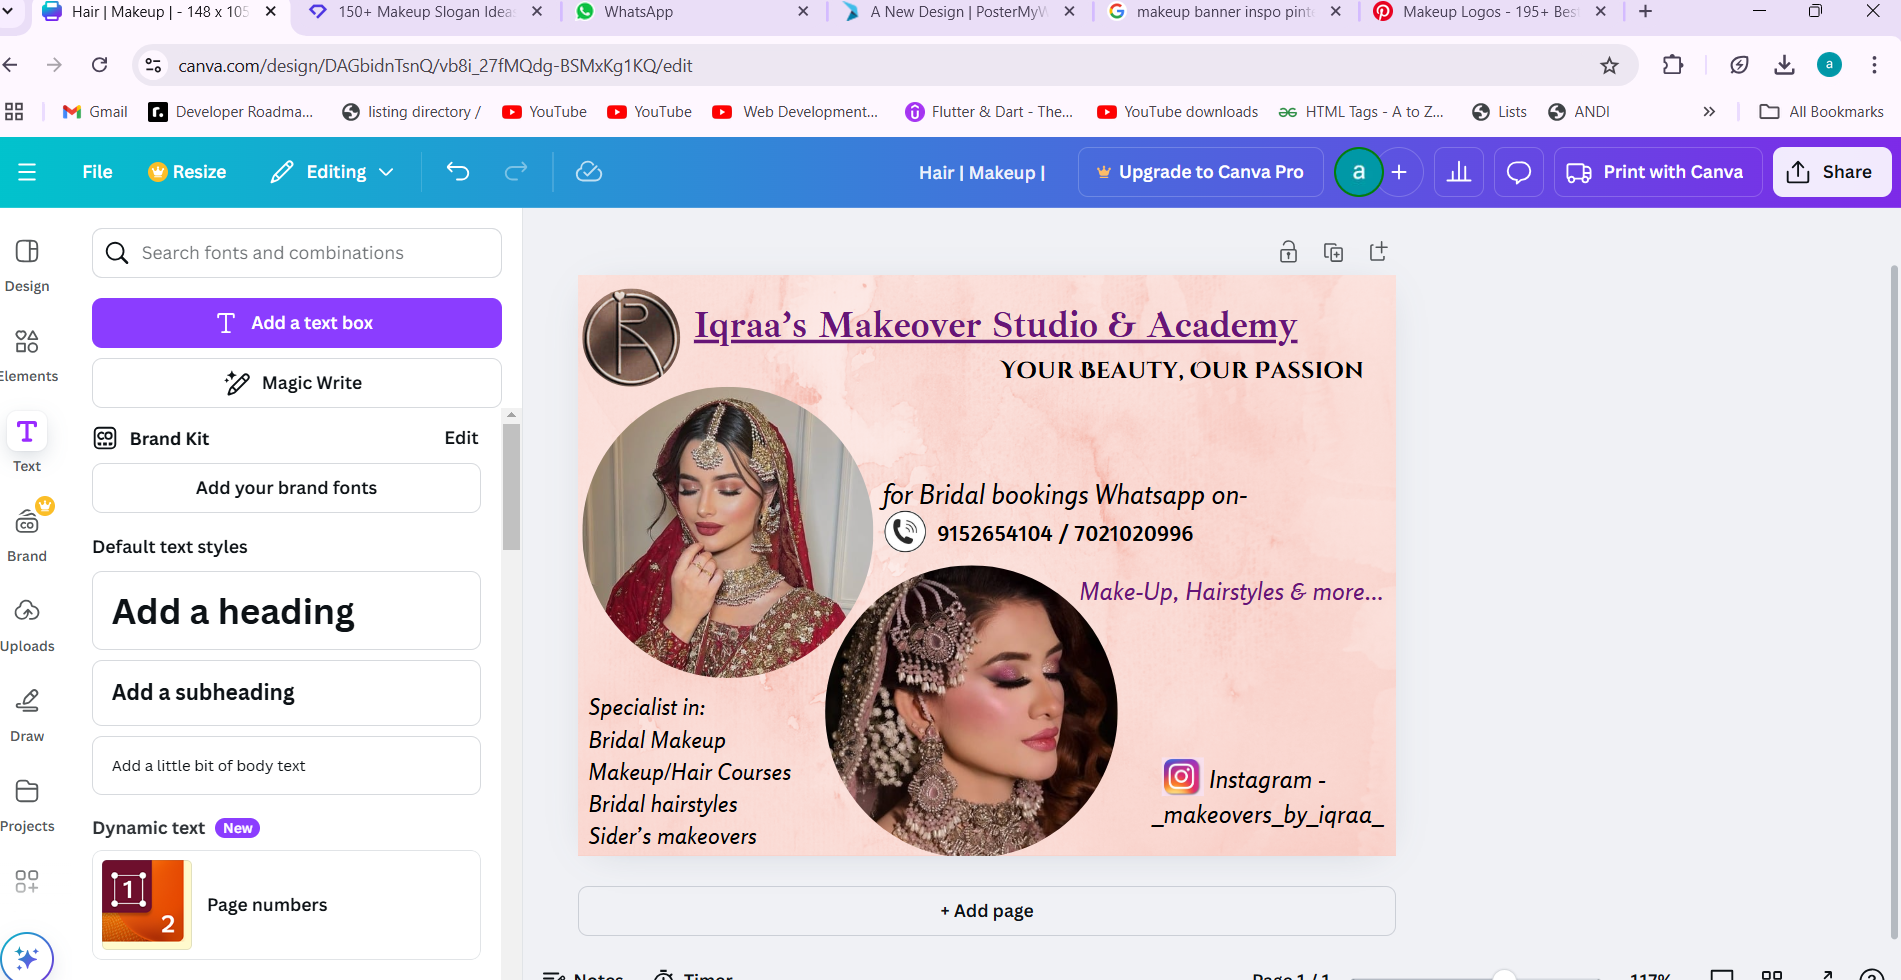 Hair | Makeup | - 148 x 105
150+ Makeup Slogan Idea
WhatsApp
A New Design | PosterMyW
makeup banner inspo pint
Makeup Logos - 195+ Bes
canva.com/design/DAGbidnTsnQ/vb8i_27fMQdg-BSMxKg1KQ/edit
a
Gmail
Developer Roadma...
listing directory /
YouTube
YouTube
Web Development...
Flutter & Dart - The...
YouTube downloads
HTML Tags - A to Z...
Lists
ANDI
All Bookmarks
File
Resize
Editing
Hair | Makeup |
Upgrade to Canva Pro
a
Print with Canva
Share
Design
Elements
Text
Brand
Uploads
Draw
Projects
Search fonts and combinations
Add a text box
Magic Write
Brand Kit
Edit
Add your brand fonts
Default text styles
Add a heading
Add a subheading
Add a little bit of body text
Dynamic text New
1
2
Page numbers
Iqraa's Makeover Studio & Academy
Your Beauty, Our Passion
for Bridal bookings Whatsapp on-
9152654104 / 7021020996
Make-Up, Hairstyles & more...
Specialist in:
Bridal Makeup
Makeup/Hair Courses
Bridal hairstyles
Sider's makeovers
Instagram -
_makeovers_by_iqraa_
+ Add page
Notes
Timer
Page 1 / 1
117%